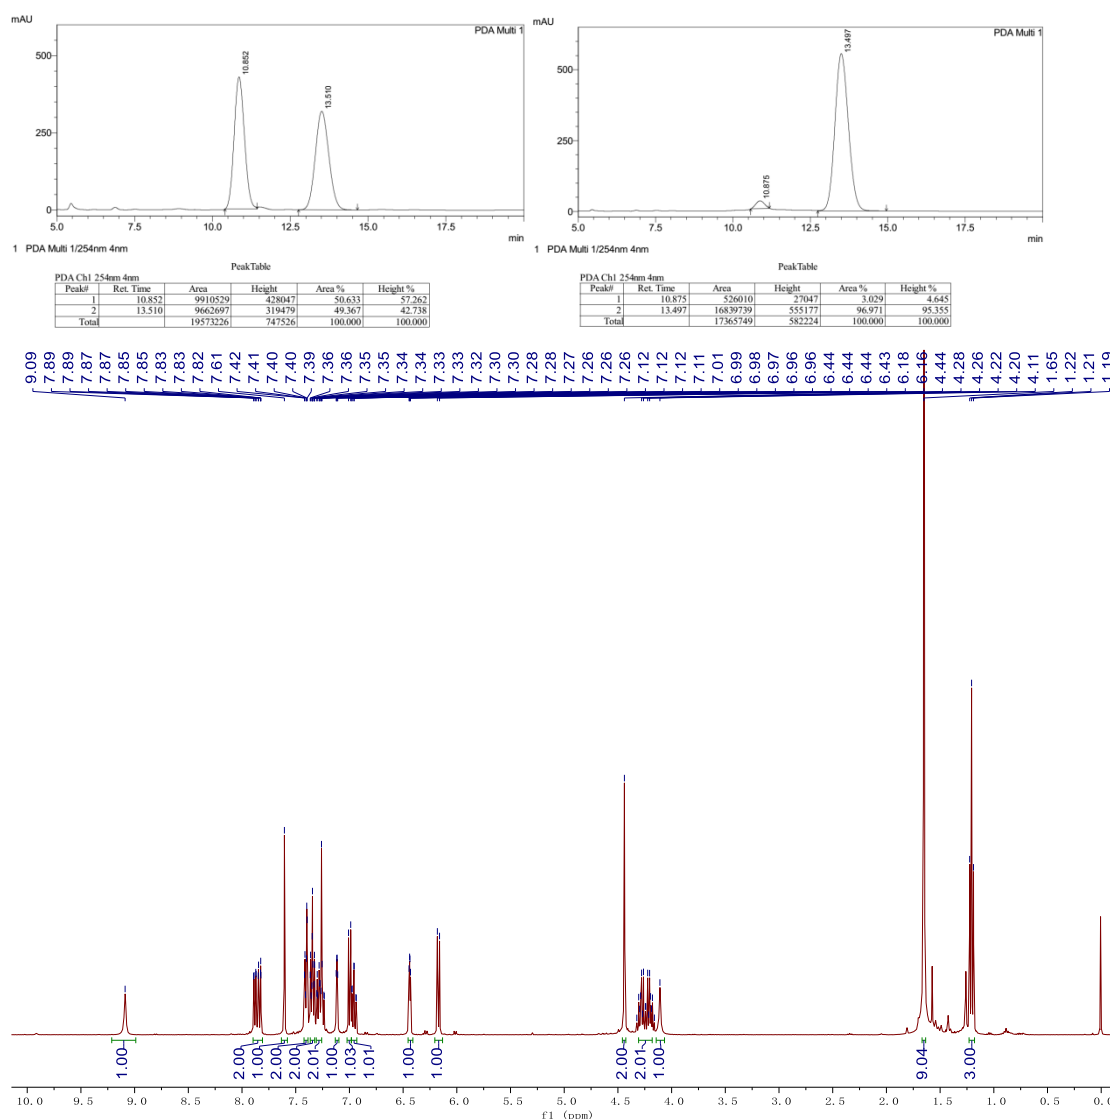 mAU
PDA Multi 1
500
250
0
10.852
13.510
5.0 7.5 10.0 12.5 15.0 17.5
min
1 PDA Multi 1/254nm 4nm
PeakTable
PDA Ch1 254nm 4nm
Peak# Ret. Time Area Height Area % Height %
1 10.852 9910529 428047 50.633 57.262
2 13.510 9662697 319479 49.367 42.738
Total 19573226 747526 100.000 100.000
mAU
PDA Multi 1
500
250
0
10.875
13.497
5.0 7.5 10.0 12.5 15.0 17.5
min
1 PDA Multi 1/254nm 4nm
PeakTable
PDA Ch1 254nm 4nm
Peak# Ret. Time Area Height Area % Height %
1 10.875 526010 27047 3.029 4.645
2 13.497 16839739 555177 96.971 95.355
Total 17365749 582224 100.000 100.000
9.09 7.89 7.89 7.87 7.87 7.85 7.85 7.83 7.83 7.82 7.61 7.42 7.41 7.40 7.40 7.39 7.36 7.36 7.35 7.35 7.34 7.34 7.33 7.33 7.32 7.30 7.30 7.28 7.28 7.27 7.26 7.26 7.26 7.12 7.12 7.12 7.11 7.01 6.99 6.98 6.97 6.96 6.96 6.44 6.44 6.44 6.43 6.18 6.16 4.44 4.28 4.26 4.22 4.20 4.11 1.65 1.22 1.21 1.19
1.00 2.00 1.00 2.00 2.00 2.01 1.00 1.03 1.01 1.00 1.00 2.00 2.01 1.00 9.04 3.00
10.0 9.5 9.0 8.5 8.0 7.5 7.0 6.5 6.0 5.5 5.0 4.5 4.0 3.5 3.0 2.5 2.0 1.5 1.0 0.5 0.0
f1 (ppm)